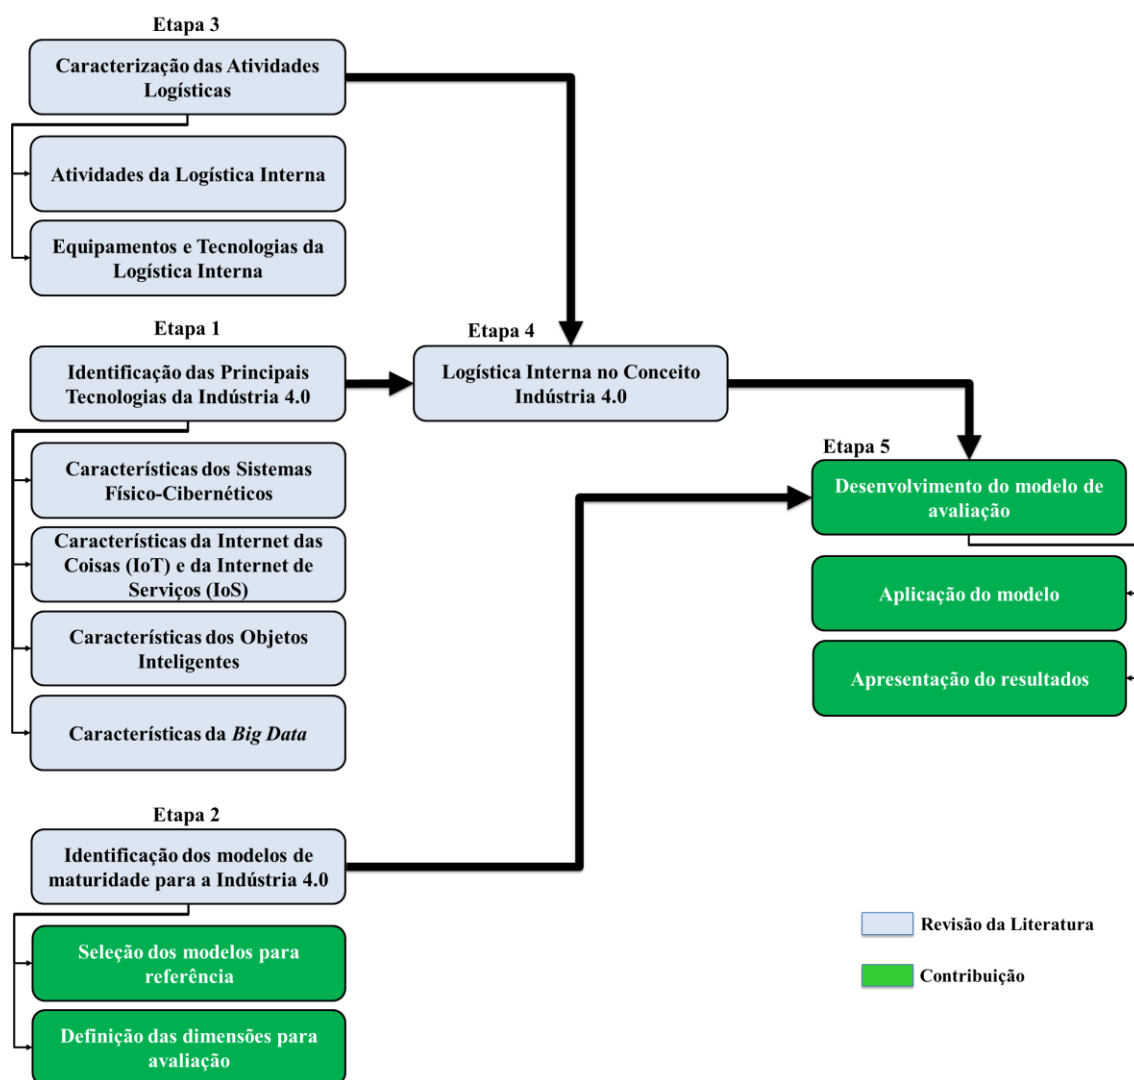 Etapa 3
Caracterização das Atividades
Logísticas
Atividades da Logística Interna
Equipamentos e Tecnologias da
Logística Interna
Etapa 1
Identificação das Principais
Tecnologias da Indústria 4.0
Características dos Sistemas
Físico-Cibernéticos
Características da Internet das
Coisas (IoT) e da Internet de
Serviços (IoS)
Características dos Objetos
Inteligentes
Características da Big Data
Etapa 4
Logística Interna no Conceito
Indústria 4.0
Etapa 5
Desenvolvimento do modelo de
avaliação
Aplicação do modelo
Apresentação do resultados
Etapa 2
Identificação dos modelos de
maturidade para a Indústria 4.0
Seleção dos modelos para
referência
Definição das dimensões para
avaliação
Revisão da Literatura
Contribuição